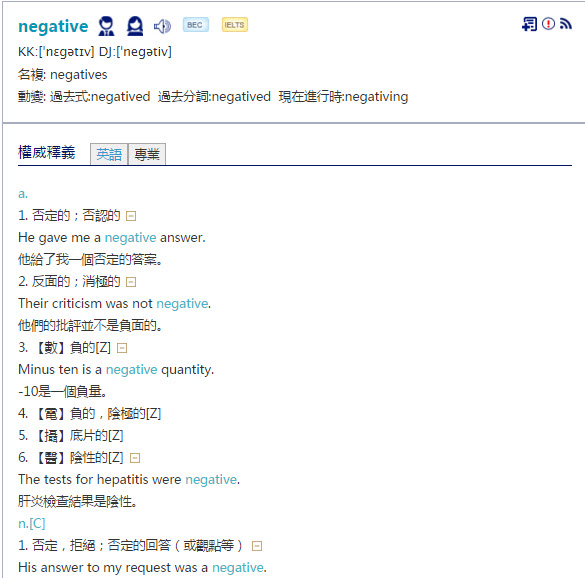 negative BEC IELTS
KK:['nɛgətɪv] DJ:['negətiv]
名複: negatives
動變: 過去式:negatived 過去分詞:negatived 現在進行時:negativing
權威釋義 英語 專業
a.
1. 否定的；否認的
He gave me a negative answer.
他給了我一個否定的答案。
2. 反面的；消極的
Their criticism was not negative.
他們的批評並不是負面的。
3. 【數】負的[Z]
Minus ten is a negative quantity.
-10是一個負量。
4. 【電】負的，陰極的[Z]
5. 【攝】底片的[Z]
6. 【醫】陰性的[Z]
The tests for hepatitis were negative.
肝炎檢查結果是陰性。
n.[C]
1. 否定，拒絕；否定的回答（或觀點等）
His answer to my request was a negative.